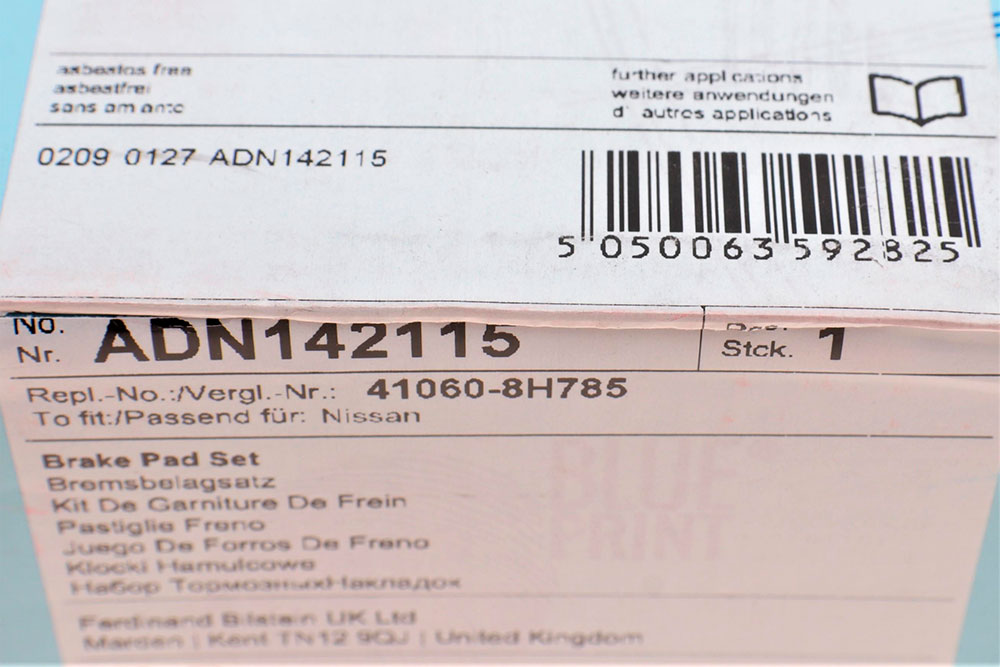 asbestos free
asbestfrei
sans am ante
further applications
weitere anwendungen
d' autres applications
0209 0127 ADN142115
5 050063 592825
No.
Nr. ADN142115
Stck. 1
Repl.-No.:/Vergl.-Nr.: 41060-8H785
To fit:/Passend für: Nissan
Brake Pad Set
Bremsbelagsatz
Kit De Garniture De Frein
Pastiglie Freno
Juego De Forros De Freno
Klocki Hamulcowe
Набор ТормозныхНакладок
BLUE
PRINT
Ferdinand Bilstein UK Ltd
Marden | Kent TN12 9QJ | United Kingdom